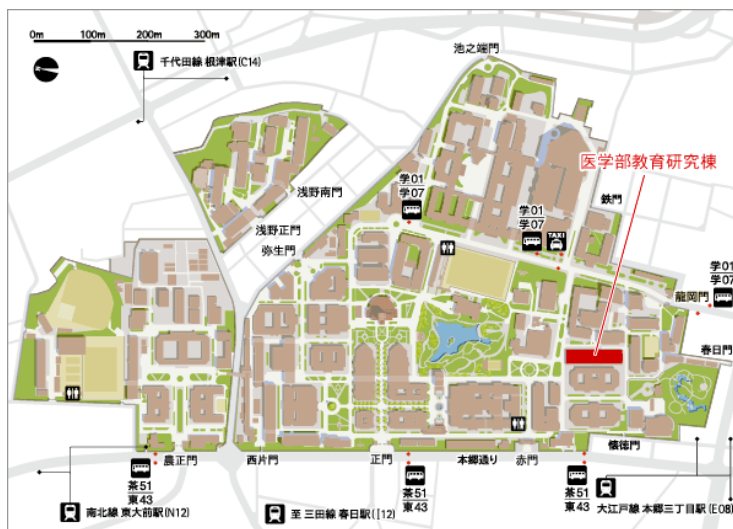 0m 100m 200m 300m
千代田線 根津駅(C14)
池之端門
医学部教育研究棟
浅野南門
学01
学07
学01
学07
TAXI
鉄門
浅野正門
弥生門
学01
学07
龍岡門
春日門
農正門
西片門
正門
本郷通り
赤門
懐徳門
茶51
東43
茶51
東43
茶51
東43
南北線 東大前駅(N12)
至 三田線 春日駅(I12)
大江戸線 本郷三丁目駅(E08)